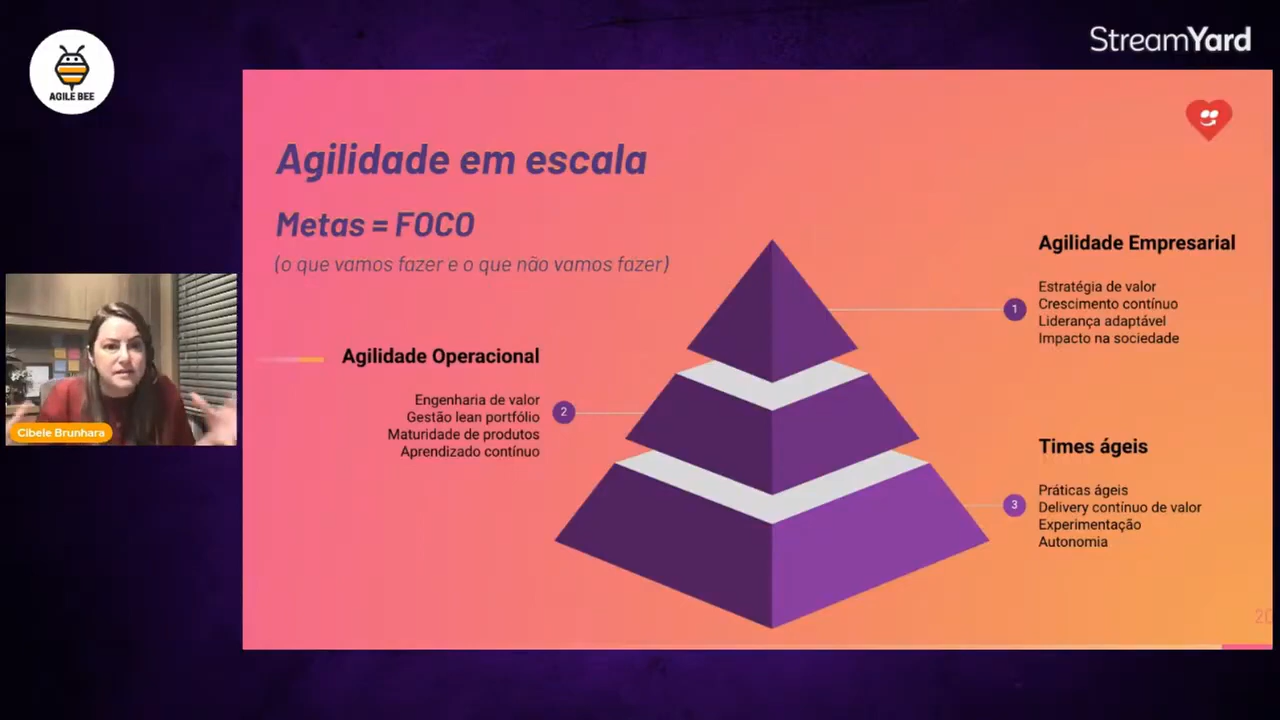 AGILE BEE
StreamYard
Agilidade em escala
Metas = FOCO
(o que vamos fazer e o que não vamos fazer)
Agilidade Empresarial
Estratégia de valor
Crescimento contínuo
Liderança adaptável
Impacto na sociedade
1
Agilidade Operacional
Engenharia de valor
Gestão lean portfólio
Maturidade de produtos
Aprendizado contínuo
2
Times ágeis
Práticas ágeis
Delivery contínuo de valor
Experimentação
Autonomia
3
Cibele Brunhara
20